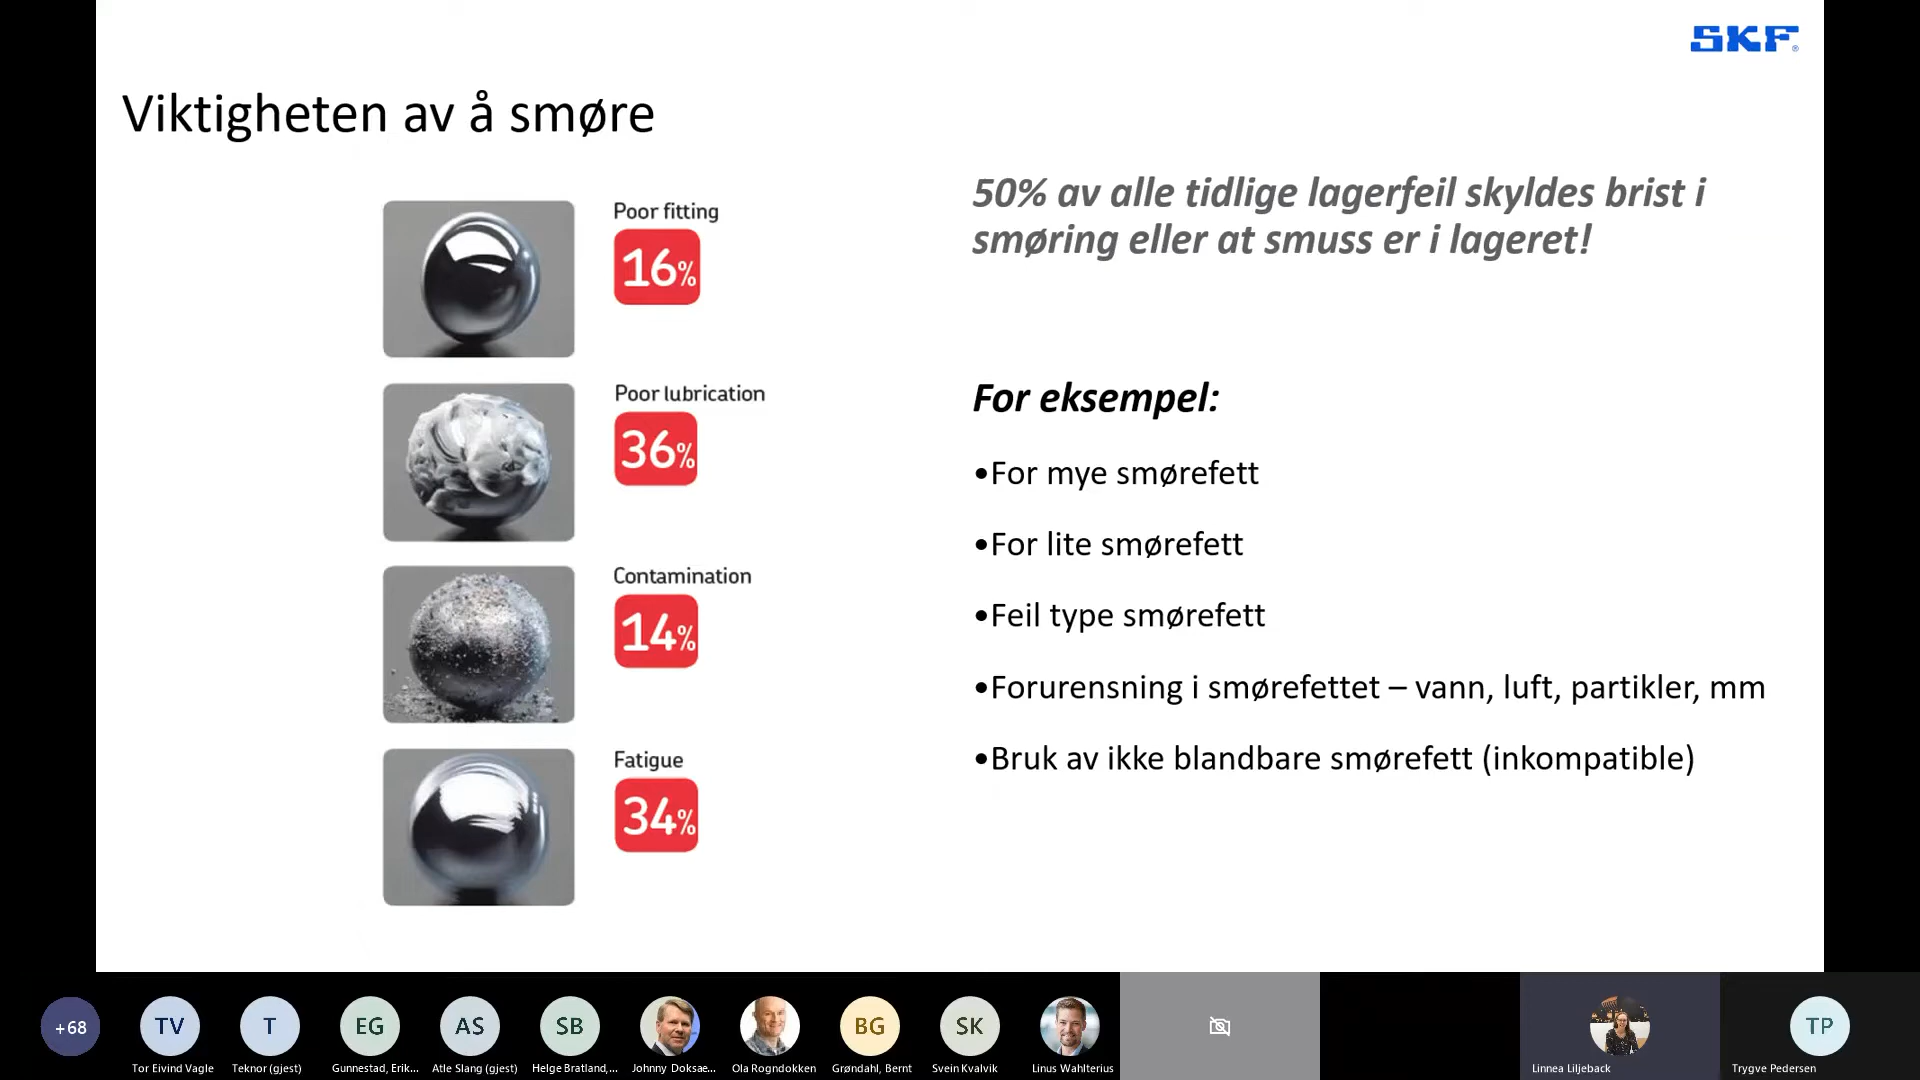 SKF
Viktigheten av å smøre
Poor fitting
16%
Poor lubrication
36%
Contamination
14%
Fatigue
34%
50% av alle tidlige lagerfeil skyldes brist i
smøring eller at smuss er i lageret!
For eksempel:
•For mye smørefett
•For lite smørefett
•Feil type smørefett
•Forurensning i smørefettet – vann, luft, partikler, mm
•Bruk av ikke blandbare smørefett (inkompatible)
+68
TV
T
EG
AS
SB
BG
SK
TP
Tor Eivind Vagle
Teknor (gjest)
Gunnestad, Erik...
Atle Slang (gjest)
Helge Bratland,...
Johnny Doksae...
Ola Rogndokken
Grøndahl, Bernt
Svein Kvalvik
Linus Wahlterius
Linnea Liljeback
Trygve Pedersen